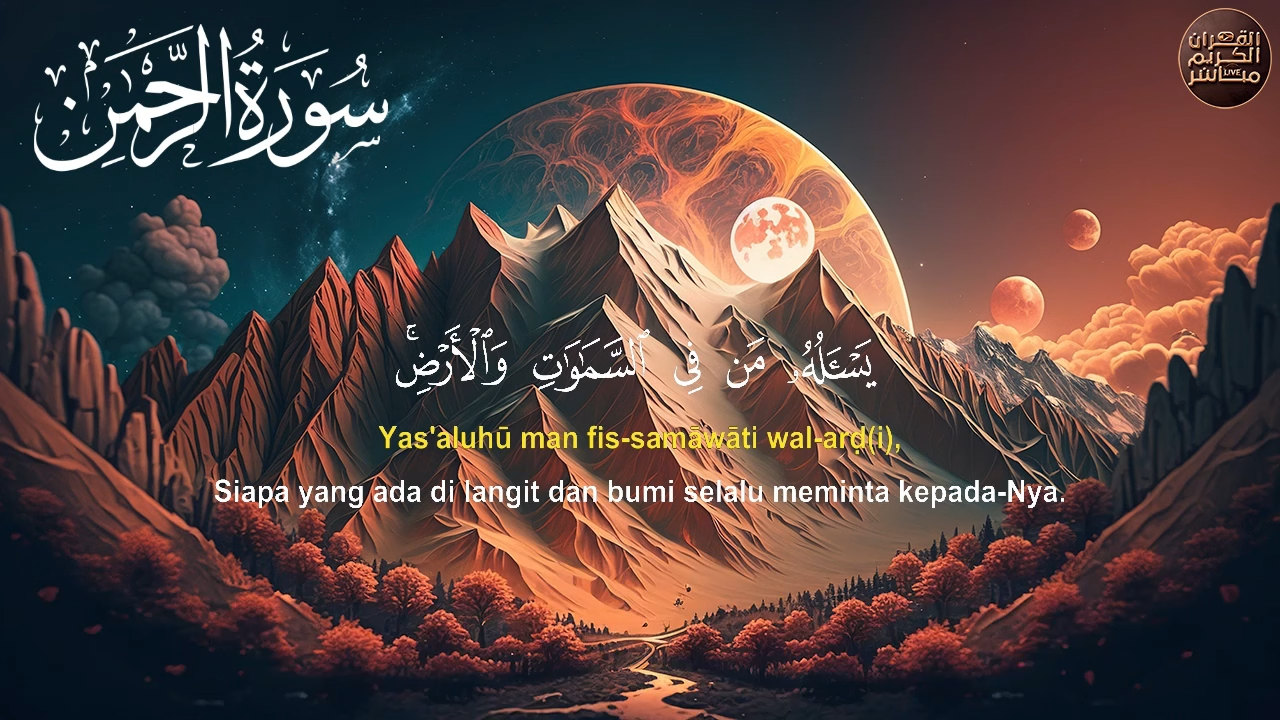 سُورَةُ الرَّحْمَٰنِ
القرآن
الكريم
LIVE
مباشر
يَسْـَٔلُهُۥ مَن فِى ٱلسَّمَـٰوَٰتِ وَٱلْأَرْضِ ۚ
Yas'aluhū man fis-samāwāti wal-arḍ(i),
Siapa yang ada di langit dan bumi selalu meminta kepada-Nya.